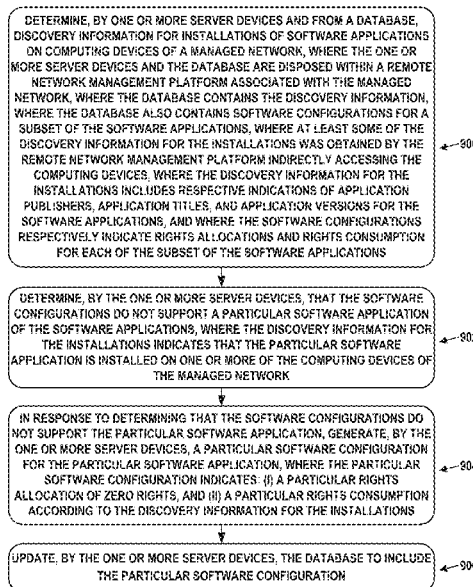 DETERMINE, BY ONE OR MORE SERVER DEVICES AND FROM A DATABASE,
DISCOVERY INFORMATION FOR INSTALLATIONS OF SOFTWARE APPLICATIONS
ON COMPUTING DEVICES OF A MANAGED NETWORK, WHERE THE ONE OR
MORE SERVER DEVICES AND THE DATABASE ARE DISPOSED WITHIN A REMOTE
NETWORK MANAGEMENT PLATFORM ASSOCIATED WITH THE MANAGED
NETWORK, WHERE THE DATABASE CONTAINS THE DISCOVERY INFORMATION,
WHERE THE DATABASE ALSO CONTAINS SOFTWARE CONFIGURATIONS FOR A
SUBSET OF THE SOFTWARE APPLICATIONS, WHERE AT LEAST SOME OF THE
DISCOVERY INFORMATION FOR THE INSTALLATIONS WAS OBTAINED BY THE
REMOTE NETWORK MANAGEMENT PLATFORM INDIRECTLY ACCESSING THE
COMPUTING DEVICES, WHERE THE DISCOVERY INFORMATION FOR THE
INSTALLATIONS INCLUDES RESPECTIVE INDICATIONS OF APPLICATION
PUBLISHERS, APPLICATION TITLES, AND APPLICATION VERSIONS FOR THE
SOFTWARE APPLICATIONS, AND WHERE THE SOFTWARE CONFIGURATIONS
RESPECTIVELY INDICATE RIGHTS ALLOCATIONS AND RIGHTS CONSUMPTION
FOR EACH OF THE SUBSET OF THE SOFTWARE APPLICATIONS
DETERMINE, BY THE ONE OR MORE SERVER DEVICES, THAT THE SOFTWARE
CONFIGURATIONS DO NOT SUPPORT A PARTICULAR SOFTWARE APPLICATION
OF THE SOFTWARE APPLICATIONS, WHERE THE DISCOVERY INFORMATION FOR
THE INSTALLATIONS INDICATES THAT THE PARTICULAR SOFTWARE
APPLICATION IS INSTALLED ON ONE OR MORE OF THE COMPUTING DEVICES OF
THE MANAGED NETWORK
IN RESPONSE TO DETERMINING THAT THE SOFTWARE CONFIGURATIONS DO
NOT SUPPORT THE PARTICULAR SOFTWARE APPLICATION, GENERATE, BY THE
ONE OR MORE SERVER DEVICES, A PARTICULAR SOFTWARE CONFIGURATION
FOR THE PARTICULAR SOFTWARE APPLICATION, WHERE THE PARTICULAR
SOFTWARE CONFIGURATION INDICATES: (I) A PARTICULAR RIGHTS
ALLOCATION OF ZERO RIGHTS, AND (II) A PARTICULAR RIGHTS CONSUMPTION
ACCORDING TO THE DISCOVERY INFORMATION FOR THE INSTALLATIONS
UPDATE, BY THE ONE OR MORE SERVER DEVICES, THE DATABASE TO INCLUDE
THE PARTICULAR SOFTWARE CONFIGURATION